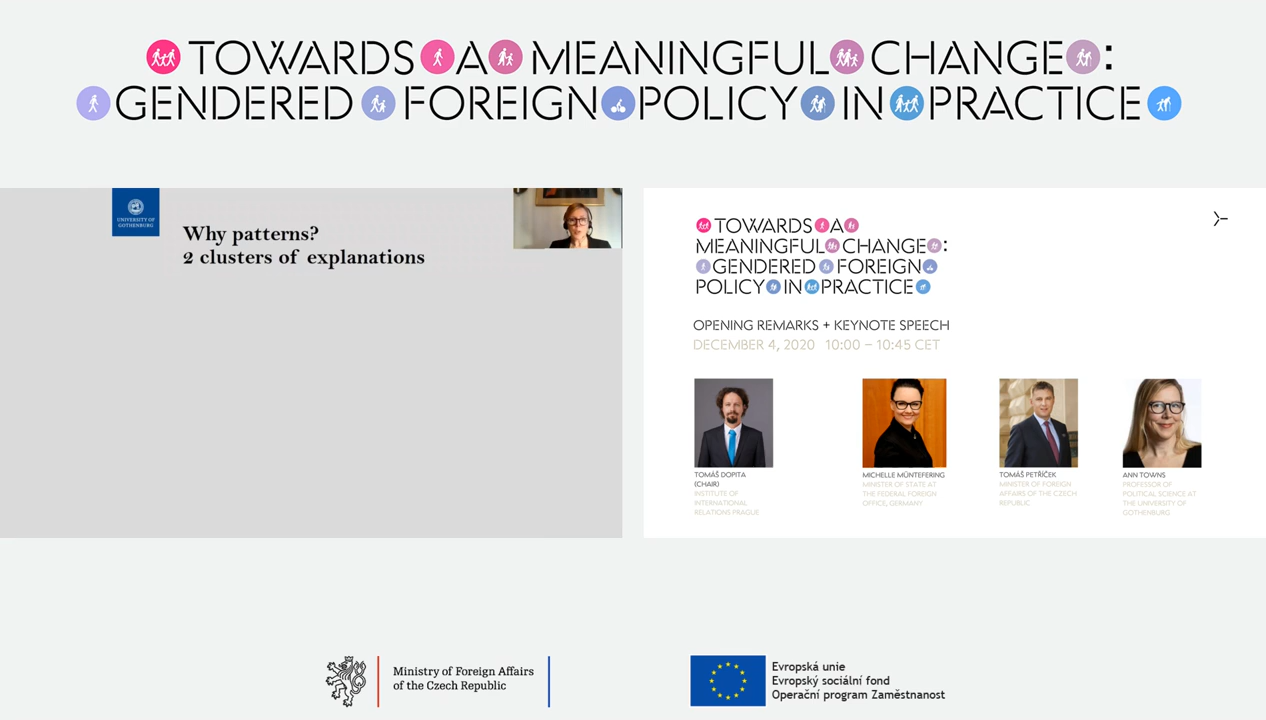 TOWARDS A MEANINGFUL CHANGE :
GENDERED FOREIGN POLICY IN PRACTICE
UNIVERSITY OF
GOTHENBURG
Why patterns?
2 clusters of explanations
TOWARDS A
MEANINGFUL CHANGE :
GENDERED FOREIGN
POLICY IN PRACTICE
OPENING REMARKS + KEYNOTE SPEECH
DECEMBER 4, 2020 10:00 – 10:45 CET
TOMÁŠ DOPITA
(CHAIR)
INSTITUTE OF
INTERNATIONAL
RELATIONS PRAGUE
MICHELLE MÜNTEFERING
MINISTER OF STATE AT
THE FEDERAL FOREIGN
OFFICE, GERMANY
TOMÁŠ PETŘÍČEK
MINISTER OF FOREIGN
AFFAIRS OF THE CZECH
REPUBLIC
ANN TOWNS
PROFESSOR OF
POLITICAL SCIENCE AT
THE UNIVERSITY OF
GOTHENBURG
Ministry of Foreign Affairs
of the Czech Republic
Evropská unie
Evropský sociální fond
Operační program Zaměstnanost